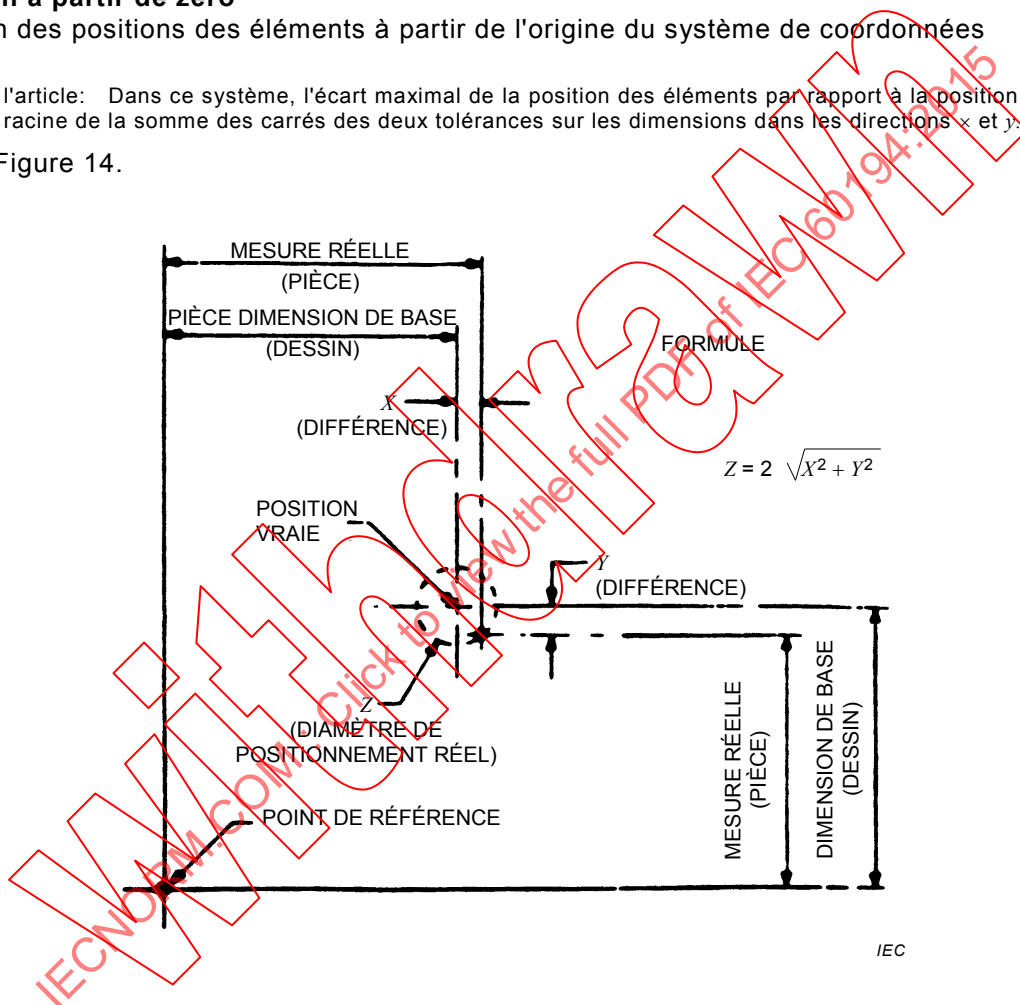 n à partir de zéro
n des positions des éléments à partir de l'origine du système de coordonnées
l'article: Dans ce système, l'écart maximal de la position des éléments par rapport à la position
racine de la somme des carrés des deux tolérances sur les dimensions dans les directions x et y.
Figure 14.
MESURE RÉELLE
(PIÈCE)
PIÈCE DIMENSION DE BASE
(DESSIN)
FORMULE
X
(DIFFÉRENCE)
Z = 2 √X² + Y²
POSITION
VRAIE
Y
(DIFFÉRENCE)
Z
(DIAMÈTRE DE
POSITIONNEMENT RÉEL)
MESURE RÉELLE
(PIÈCE)
DIMENSION DE BASE
(DESSIN)
POINT DE RÉFÉRENCE
IEC
IECNORM.COM: Click to view the full PDF of IEC 60194:2015
Withdrawn